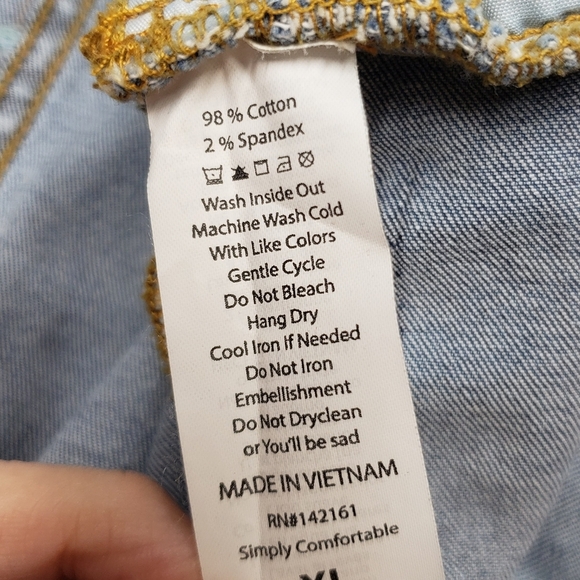 98 % Cotton
2 % Spandex
Wash Inside Out
Machine Wash Cold
With Like Colors
Gentle Cycle
Do Not Bleach
Hang Dry
Cool Iron If Needed
Do Not Iron
Embellishment
Do Not Dryclean
or You'll be sad
MADE IN VIETNAM
RN#142161
Simply Comfortable
XL